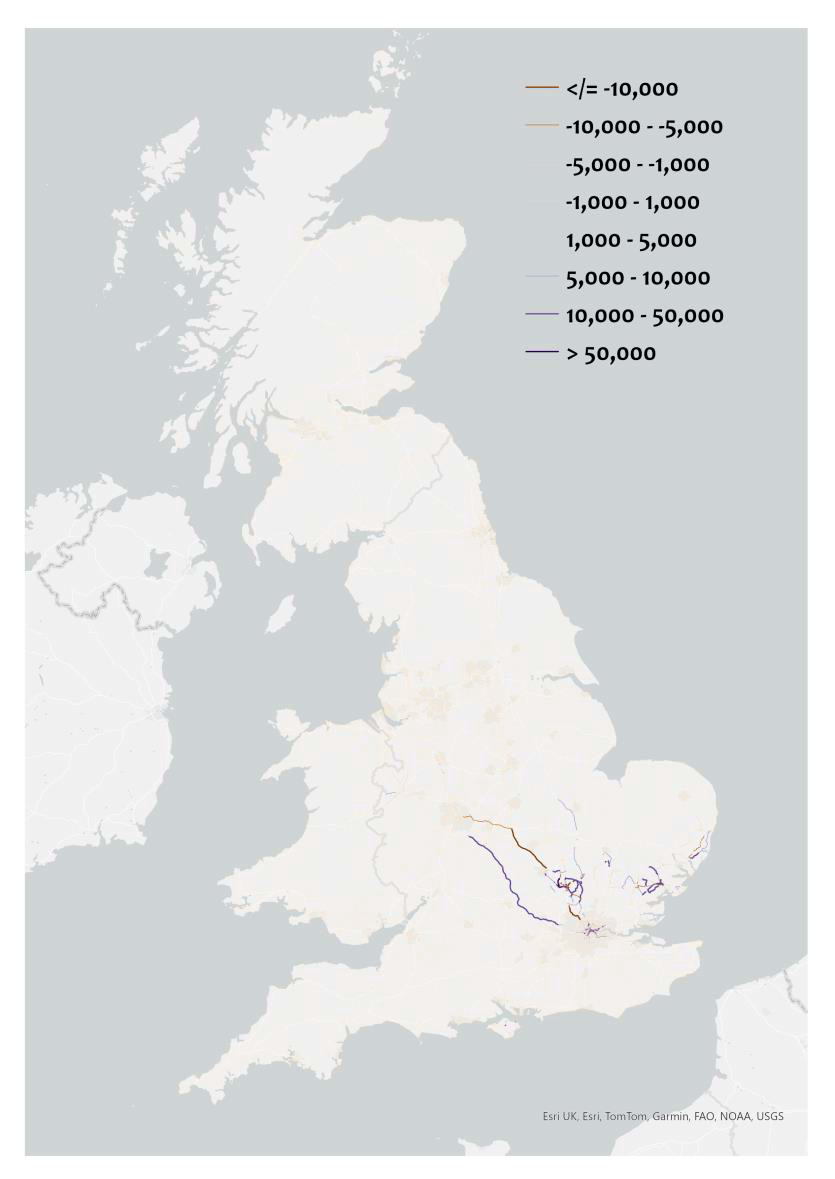 </= -10,000
-10,000 - -5,000
-5,000 - -1,000
-1,000 - 1,000
1,000 - 5,000
5,000 - 10,000
10,000 - 50,000
> 50,000
Esri UK, Esri, TomTom, Garmin, FAO, NOAA, USGS